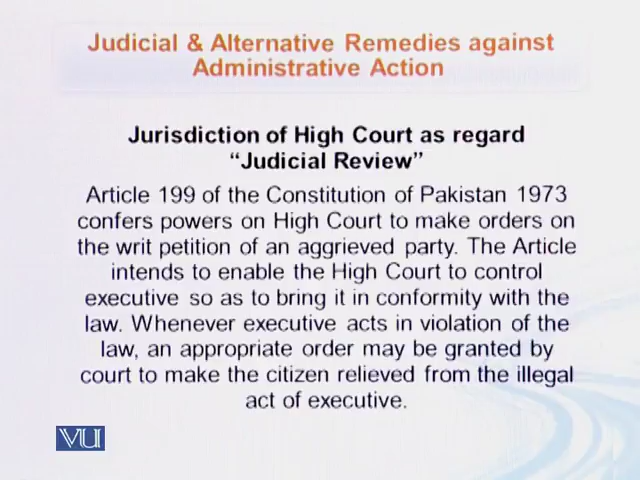 Judicial & Alternative Remedies against
Administrative Action
Jurisdiction of High Court as regard
“Judicial Review”
Article 199 of the Constitution of Pakistan 1973
confers powers on High Court to make orders on
the writ petition of an aggrieved party. The Article
intends to enable the High Court to control
executive so as to bring it in conformity with the
law. Whenever executive acts in violation of the
law, an appropriate order may be granted by
court to make the citizen relieved from the illegal
act of executive.
VU